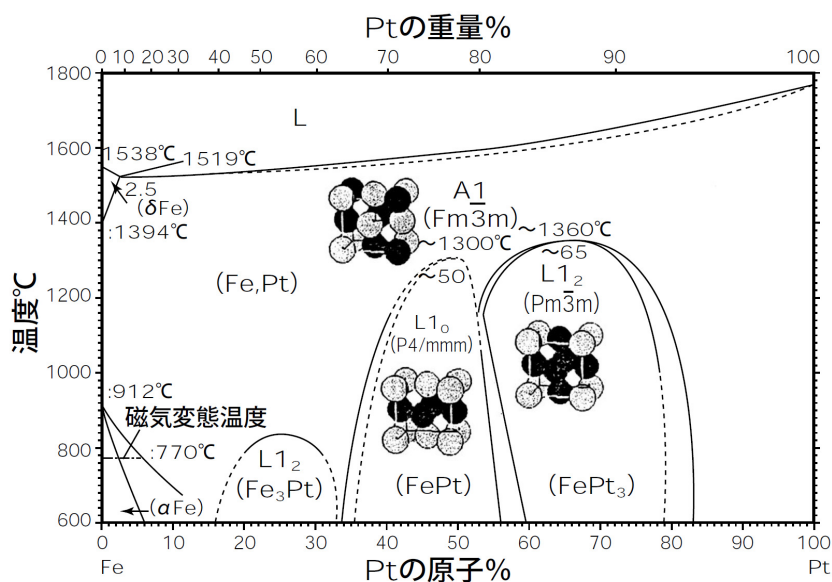 Ptの重量%
0 10 20 30 40 50 60 70 80 90 100
1800
L
1600
1538℃
1519℃
2.5
(δFe)
A1
(Fm3̅m)
1400
:1394℃
~1300℃
~1360℃
~65
~50
L1₂
(Pm3̅m)
(Fe,Pt)
1200
L1₀
(P4/mmm)
温度℃
1000
:912℃
磁気変態温度
:770℃
800
L1₂
(Fe₃Pt)
(FePt)
(FePt₃)
(αFe)
600
0 10 20 30 40 50 60 70 80 90 100
Fe
Ptの原子%
Pt